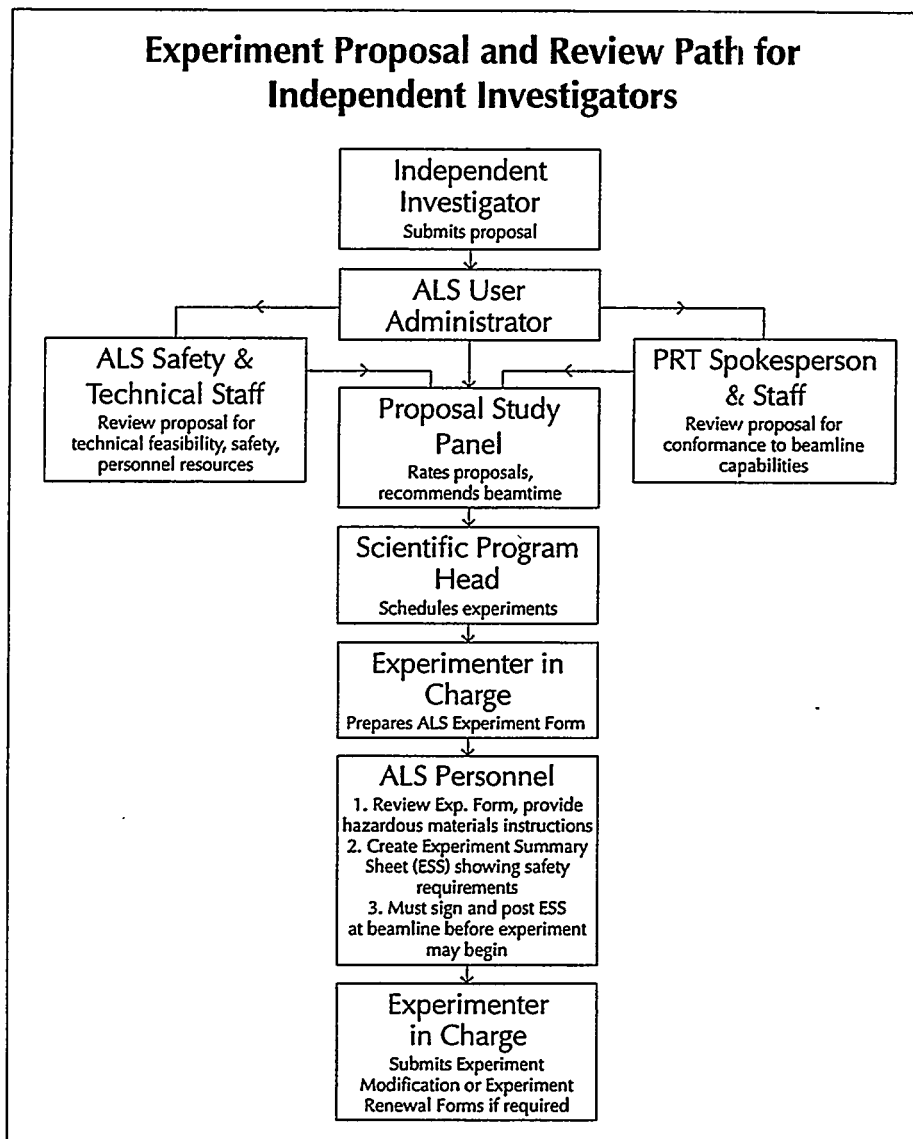 Experiment Proposal and Review Path for
Independent Investigators
Independent
Investigator
Submits proposal
ALS User
Administrator
ALS Safety &
Technical Staff
Review proposal for
technical feasibility, safety,
personnel resources
PRT Spokesperson
& Staff
Review proposal for
conformance to beamline
capabilities
Proposal Study
Panel
Rates proposals,
recommends beamtime
Scientific Program
Head
Schedules experiments
Experimenter in
Charge
Prepares ALS Experiment Form
ALS Personnel
1. Review Exp. Form, provide
hazardous materials instructions
2. Create Experiment Summary
Sheet (ESS) showing safety
requirements
3. Must sign and post ESS
at beamline before experiment
may begin
Experimenter
in Charge
Submits Experiment
Modification or Experiment
Renewal Forms if required